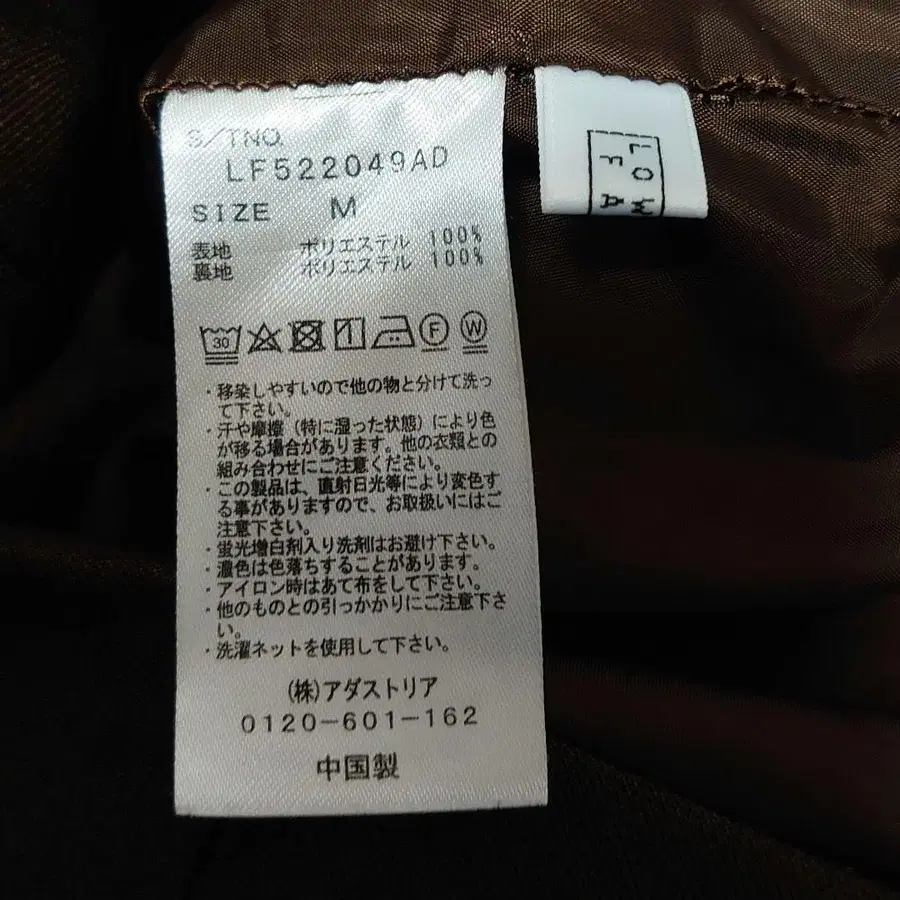 S/TNO.
LF522049AD
SIZE M
表地 ポリエステル 100%
裏地 ポリエステル 100%
30 F W
・移染しやすいので他の物と分けて洗っ
て下さい。
・汗や摩擦（特に湿った状態）により色
が移る場合があります。他の衣類との
組み合わせにご注意ください。
・この製品は、直射日光等により変色す
る事がありますので、お取扱いにはご
注意下さい。
・蛍光増白剤入り洗剤はお避け下さい。
・濃色は色落ちすることがあります。
・アイロン時はあて布をして下さい。
・他のものとの引っかかりにご注意下さ
い。
・洗濯ネットを使用して下さい。
(株)アダストリア
0120-601-162
中国製